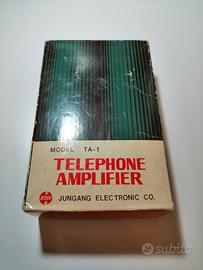 MODEL TA-1
TELEPHONE
AMPLIFIER
JUNGANG ELECTRONIC CO.
subito